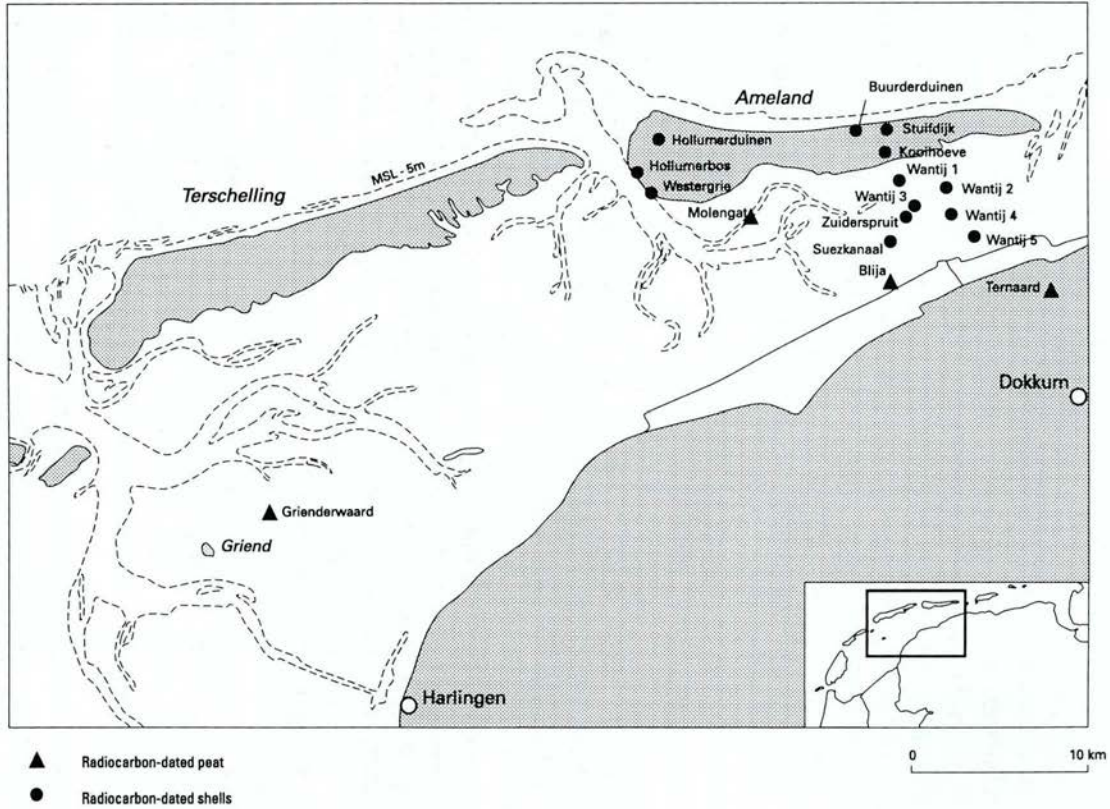 Buurderduinen
Ameland
Stuifdijk
Hollumerduinen
Kooihoeve
Hollumerbos
MSL - 5m
Wantij 1
Terschelling
Westergrie
Wantij 2
Wantij 3
Molengat
Wantij 4
Zuiderspruit
Wantij 5
Suezkanaal
Blija
Ternaard
Dokkum
Grienderwaard
Griend
Harlingen
0 10 km
Radiocarbon-dated peat
Radiocarbon-dated shells